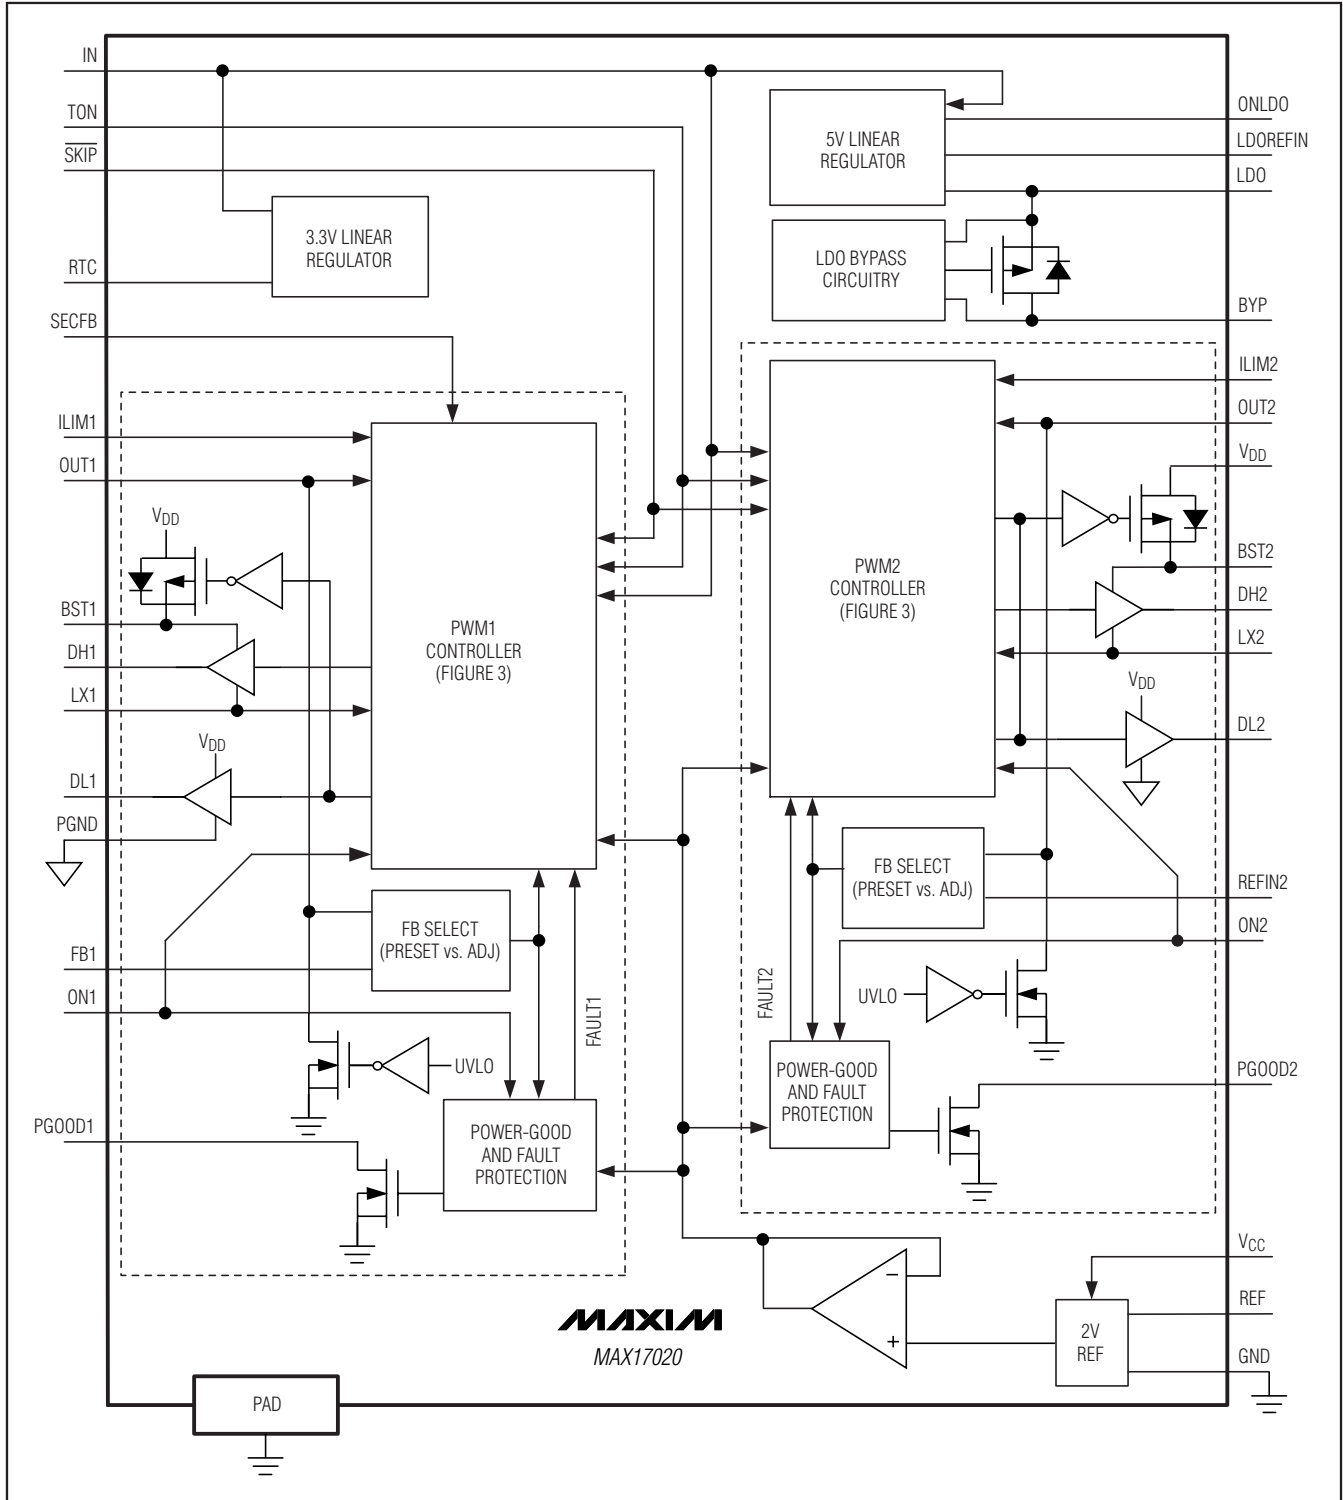 IN
TON
SKIP
RTC
SECFB
3.3V LINEAR
REGULATOR
5V LINEAR
REGULATOR
LDO BYPASS
CIRCUITRY
ONLDO
LDOREFIN
LDO
BYP
ILIM1
OUT1
VDD
BST1
DH1
LX1
VDD
DL1
PGND
FB1
ON1
PGOOD1
PWM1
CONTROLLER
(FIGURE 3)
FB SELECT
(PRESET vs. ADJ)
FAULT1
UVLO
POWER-GOOD
AND FAULT
PROTECTION
PWM2
CONTROLLER
(FIGURE 3)
ILIM2
OUT2
VDD
BST2
DH2
LX2
VDD
DL2
FB SELECT
(PRESET vs. ADJ)
REFIN2
ON2
FAULT2
UVLO
POWER-GOOD
AND FAULT
PROTECTION
PGOOD2
VCC
REF
GND
2V
REF
−
+
MAXIM
MAX17020
PAD